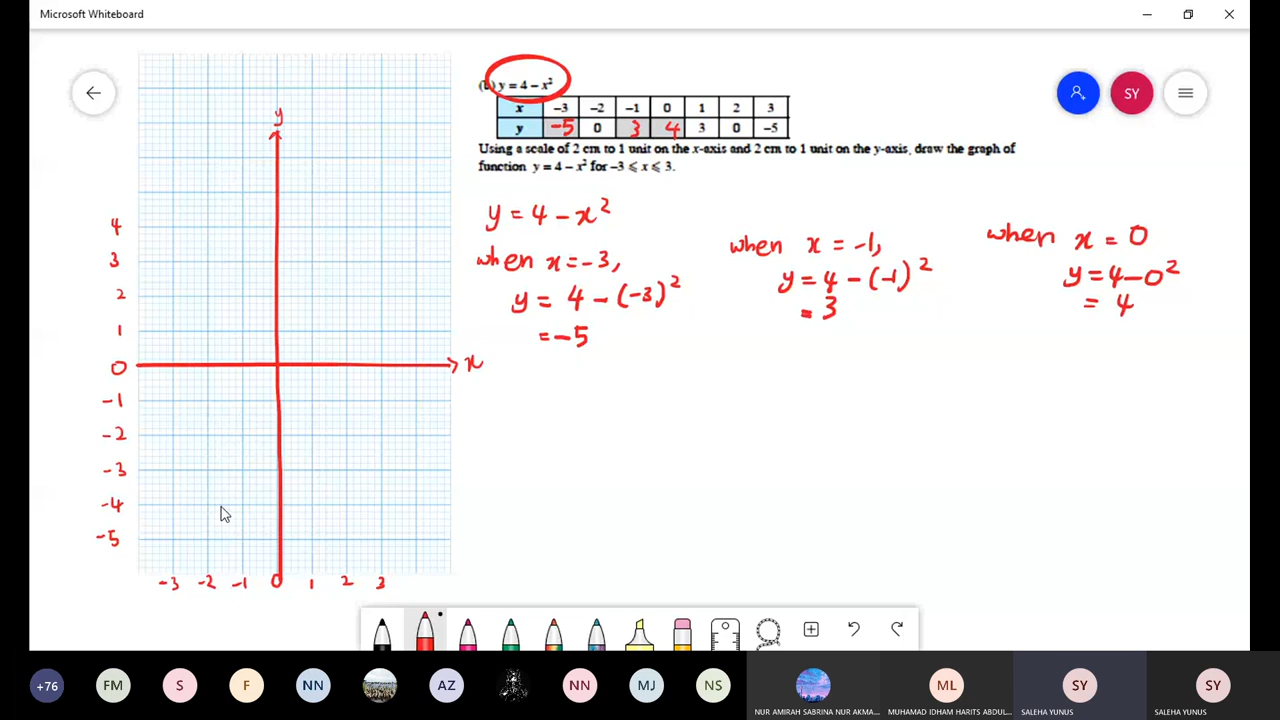 Microsoft Whiteboard
y = 4 – x²
x –3 –2 –1 0 1 2 3
y –5 0 3 4 3 0 –5
Using a scale of 2 cm to 1 unit on the x-axis and 2 cm to 1 unit on the y-axis, draw the graph of
function y = 4 – x² for –3 ⩽ x ⩽ 3.
y
4
3
2
1
0
-1
-2
-3
-4
-5
x
-3 -2 -1 0 1 2 3
y = 4 - x²
when x = -3,
y = 4 - (-3)²
= -5
when x = -1,
y = 4 - (-1)²
= 3
when x = 0
y = 4 - 0²
= 4
SY
+76 FM S F NN AZ NN MJ NS ML SY SY
NUR AMIRAH SABRINA NUR AKMA...
MUHAMAD IDHAM HARITS ABDUL...
SALEHA YUNUS
SALEHA YUNUS